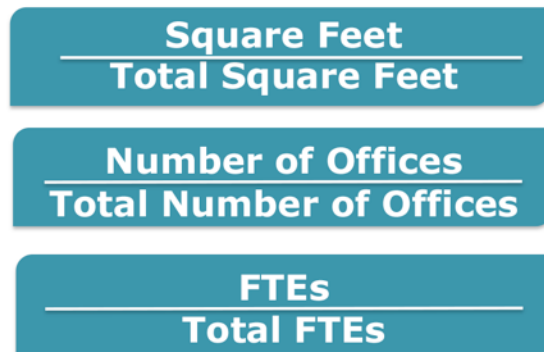 Square Feet
Total Square Feet
Number of Offices
Total Number of Offices
FTEs
Total FTEs